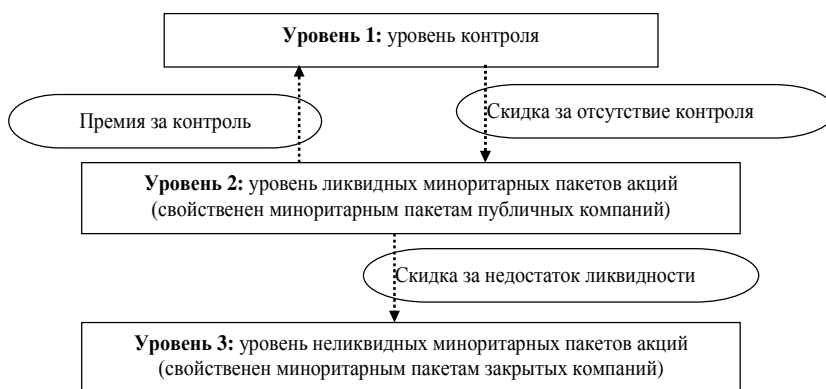 Уровень 1: уровень контроля
Премия за контроль
Скидка за отсутствие контроля
Уровень 2: уровень ликвидных миноритарных пакетов акций
(свойственен миноритарным пакетам публичных компаний)
Скидка за недостаток ликвидности
Уровень 3: уровень неликвидных миноритарных пакетов акций
(свойственен миноритарным пакетам закрытых компаний)